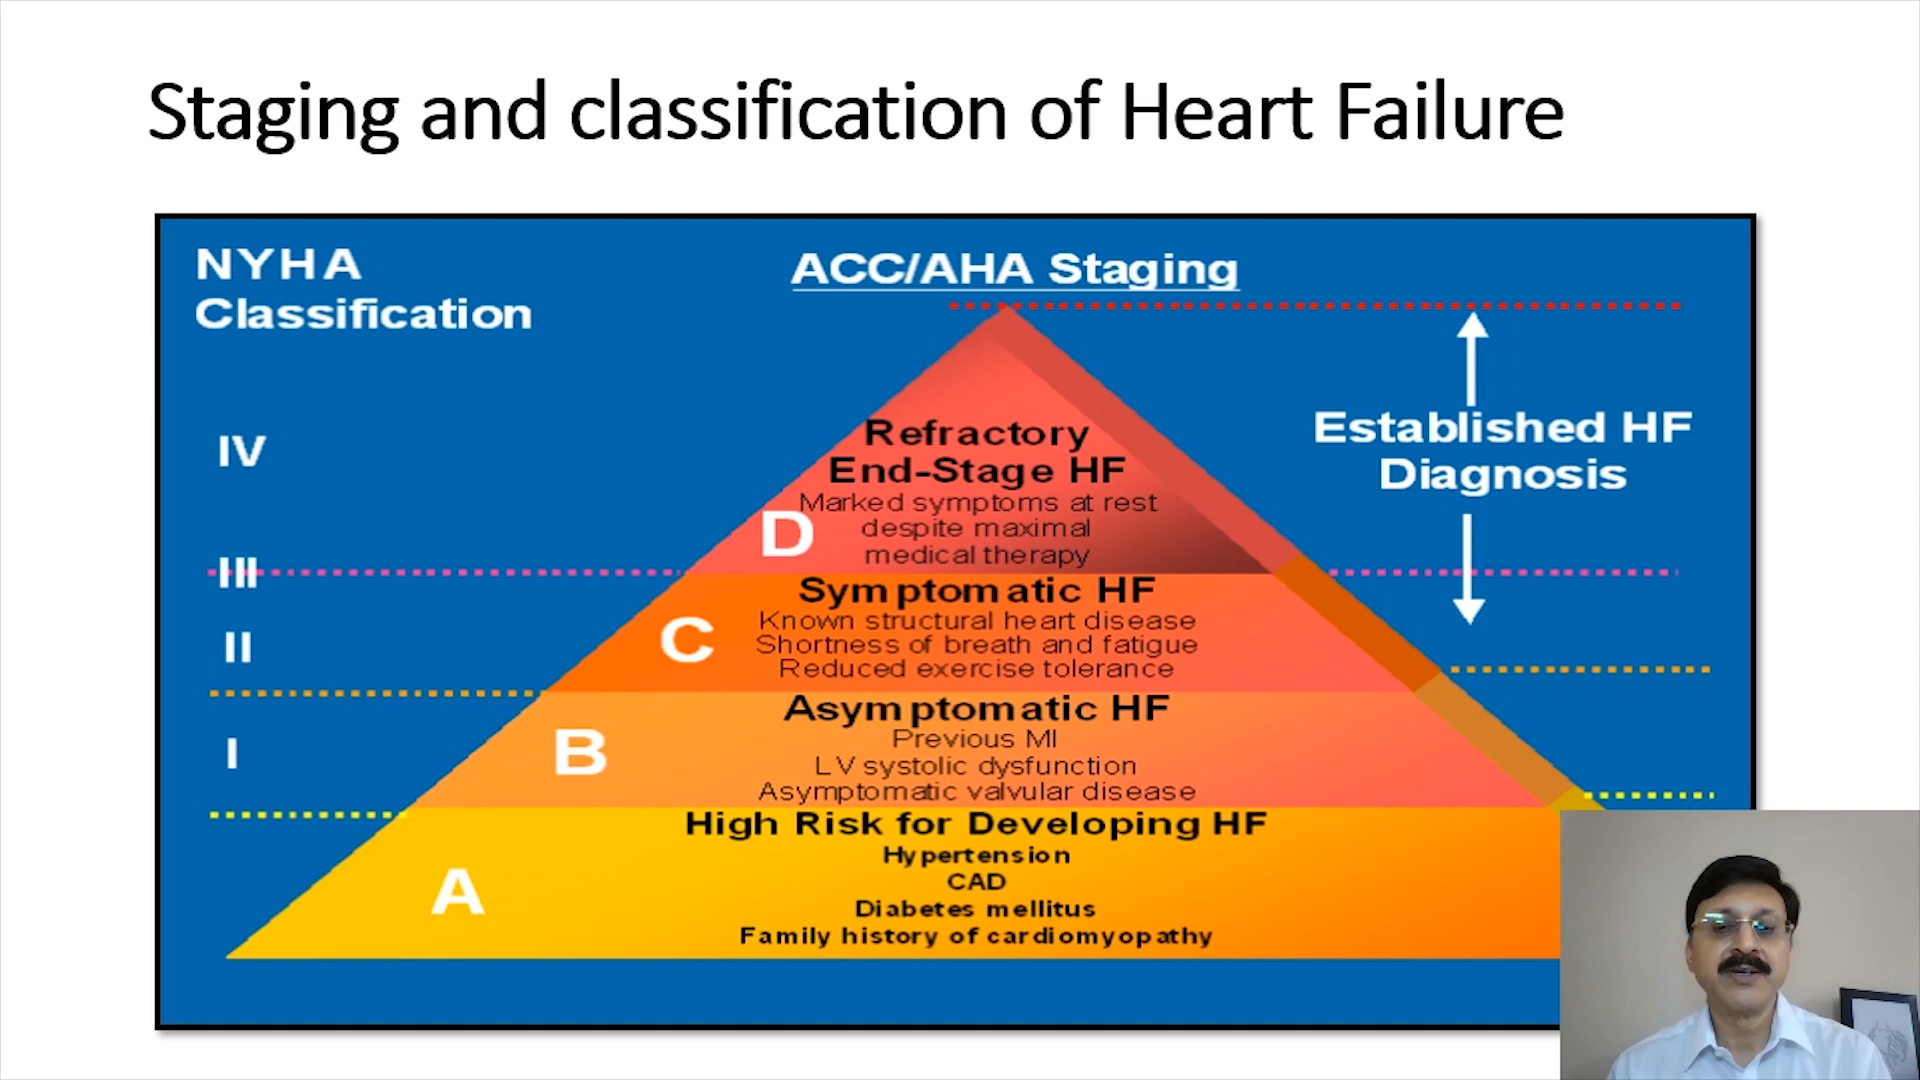 Staging and classification of Heart Failure
NYHA
Classification
ACC/AHA Staging
IV
III
II
I
Refractory
End-Stage HF
Marked symptoms at rest
despite maximal
medical therapy
D
Symptomatic HF
Known structural heart disease
Shortness of breath and fatigue
Reduced exercise tolerance
C
Asymptomatic HF
Previous MI
LV systolic dysfunction
Asymptomatic valvular disease
B
High Risk for Developing HF
Hypertension
CAD
Diabetes mellitus
Family history of cardiomyopathy
A
Established HF
Diagnosis